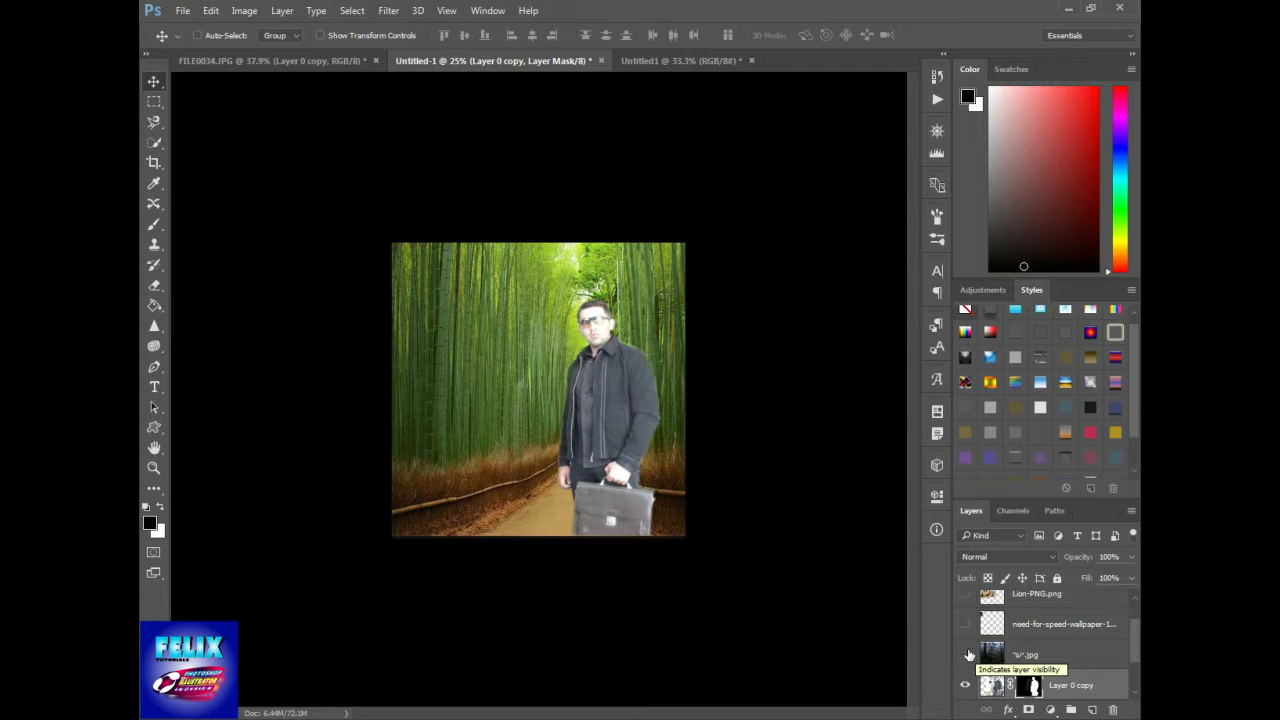 Ps File Edit Image Layer Type Select Filter 3D View Window Help
Auto-Select: Group Show Transform Controls 3D Mode: Essentials
FILE0034.JPG @ 37.9% (Layer 0 copy, RGB/8) * × Untitled-1 @ 25% (Layer 0 copy, Layer Mask/8) * × Untitled1 @ 33.3% (RGB/8#) * ×
Color Swatches
Adjustments Styles
Layers Channels Paths
Kind
Normal Opacity: 100%
Lock: Fill: 100%
Lion-PNG.png
need-for-speed-wallpaper-1...
.jpg
Indicates layer visibility
Layer 0 copy
fx
FELIX
TUTORIALS
PHOTOSHOP
ILLUSTRATOR
INDESIGN
Doc: 6.44M/72.1M